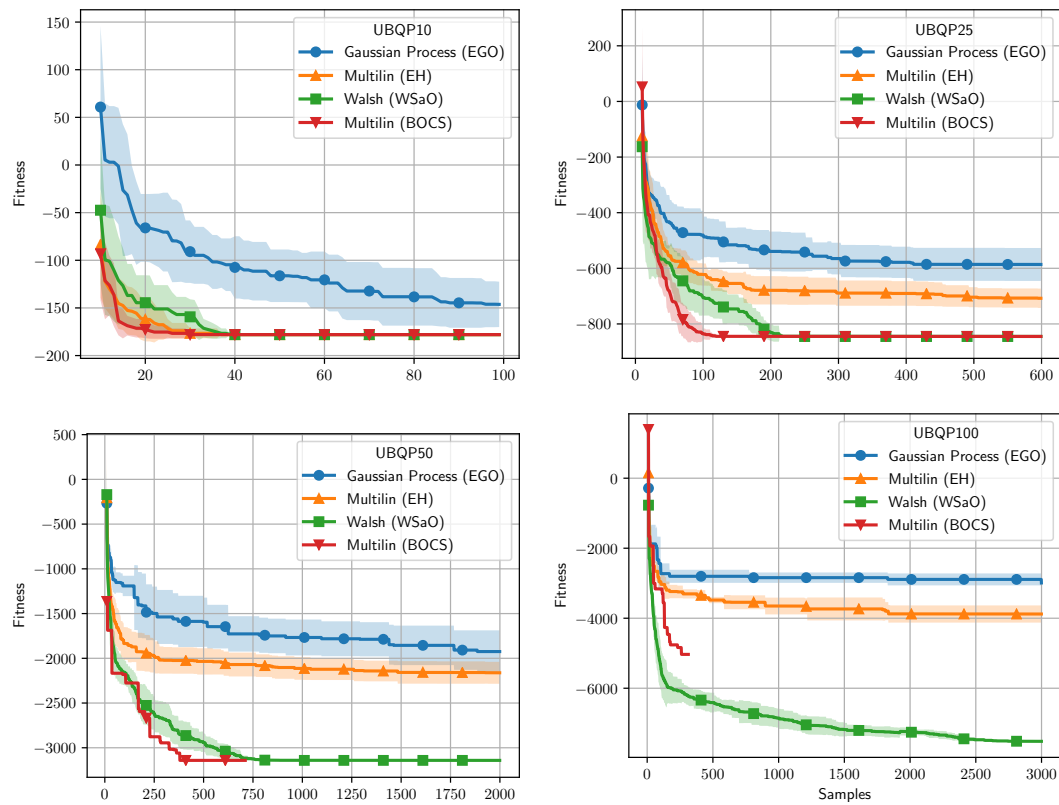 UBQP10
Gaussian Process (EGO)
Multilin (EH)
Walsh (WSaO)
Multilin (BOCS)
Fitness
150
100
50
0
−50
−100
−150
−200
20
40
60
80
100
UBQP25
Gaussian Process (EGO)
Multilin (EH)
Walsh (WSaO)
Multilin (BOCS)
Fitness
200
0
−200
−400
−600
−800
0
100
200
300
400
500
600
UBQP50
Gaussian Process (EGO)
Multilin (EH)
Walsh (WSaO)
Multilin (BOCS)
Fitness
500
0
−500
−1000
−1500
−2000
−2500
−3000
0
250
500
750
1000
1250
1500
1750
2000
UBQP100
Gaussian Process (EGO)
Multilin (EH)
Walsh (WSaO)
Multilin (BOCS)
Fitness
0
−2000
−4000
−6000
0
500
1000
1500
2000
2500
3000
Samples